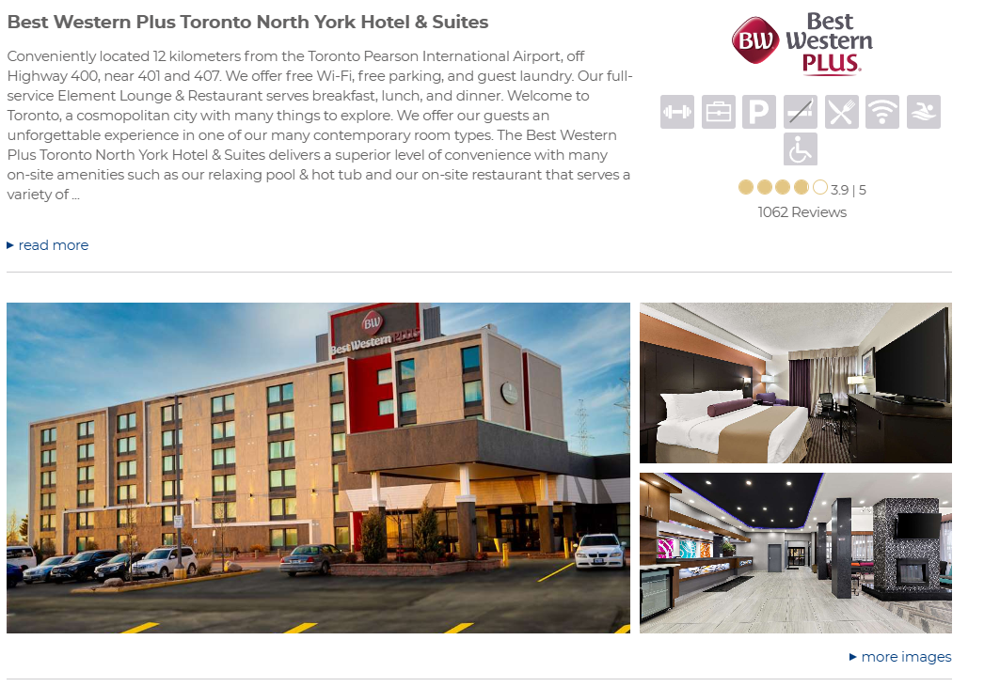 Best Western Plus Toronto North York Hotel & Suites
Conveniently located 12 kilometers from the Toronto Pearson International Airport, off
Highway 400, near 401 and 407. We offer free Wi-Fi, free parking, and guest laundry. Our full-
service Element Lounge & Restaurant serves breakfast, lunch, and dinner. Welcome to
Toronto, a cosmopolitan city with many things to explore. We offer our guests an
unforgettable experience in one of our many contemporary room types. The Best Western
Plus Toronto North York Hotel & Suites delivers a superior level of convenience with many
on-site amenities such as our relaxing pool & hot tub and our on-site restaurant that serves a
variety of ...
read more
BW
Best
Western
PLUS.
P
3.9 | 5
1062 Reviews
BW
Best Western PLUS
more images